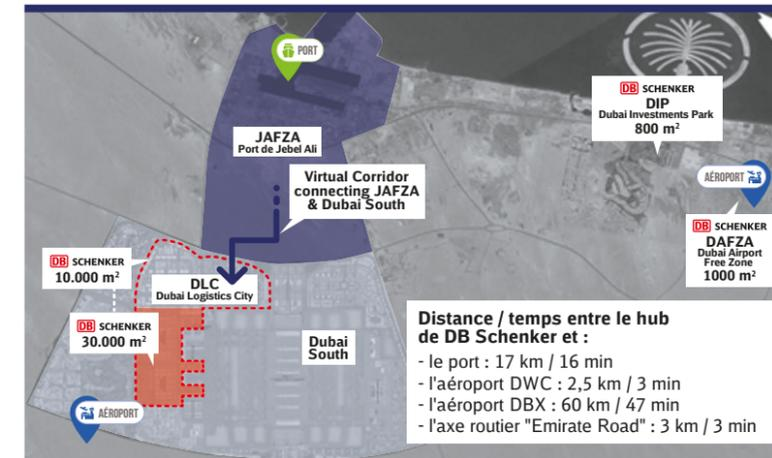 PORT
JAFZA
Port de Jebel Ali
Virtual Corridor
connecting JAFZA
& Dubai South
DB SCHENKER
DIP
Dubai Investments Park
800 m²
AÉROPORT
DB SCHENKER
DAFZA
Dubai Airport
Free Zone
1000 m²
DB SCHENKER
10.000 m²
DLC
Dubai Logistics City
DB SCHENKER
30.000 m²
Dubai
South
AÉROPORT
Distance / temps entre le hub
de DB Schenker et :
- le port : 17 km / 16 min
- l'aéroport DWC : 2,5 km / 3 min
- l'aéroport DBX : 60 km / 47 min
- l'axe routier "Emirate Road" : 3 km / 3 min